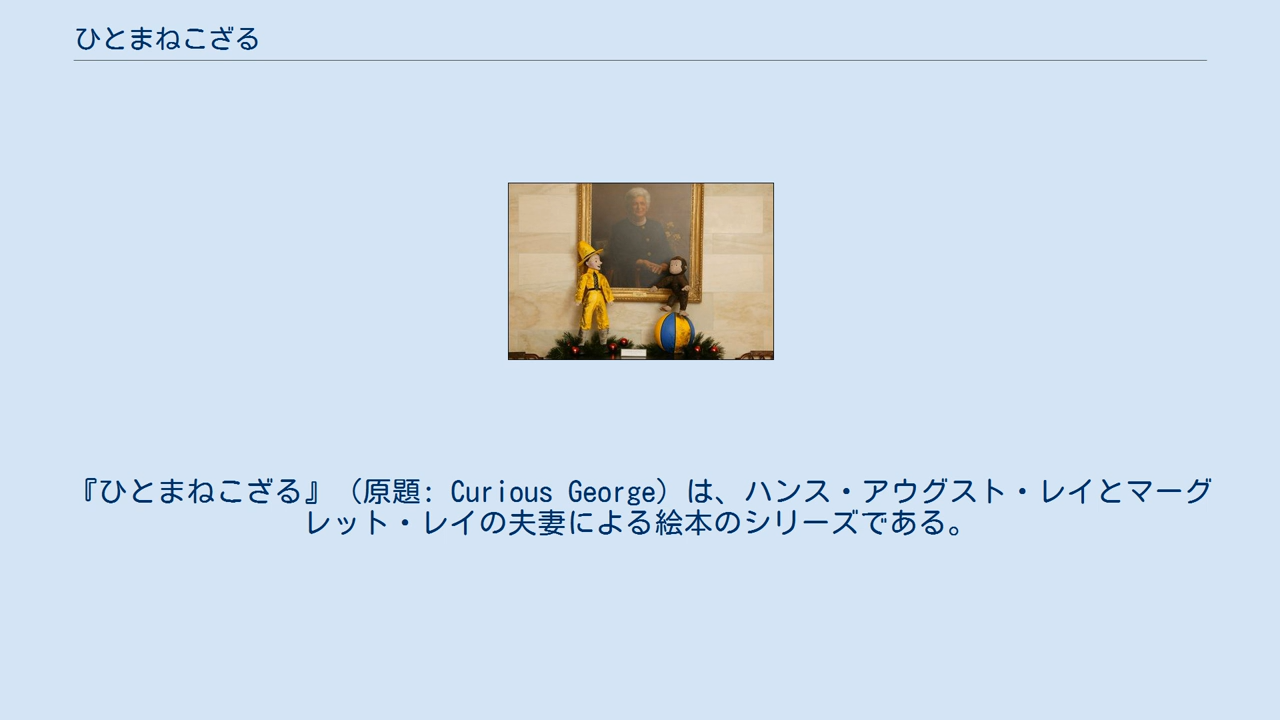 ひとまねこざる
『ひとまねこざる』（原題: Curious George）は、ハンス・アウグスト・レイとマーグ
レット・レイの夫妻による絵本のシリーズである。